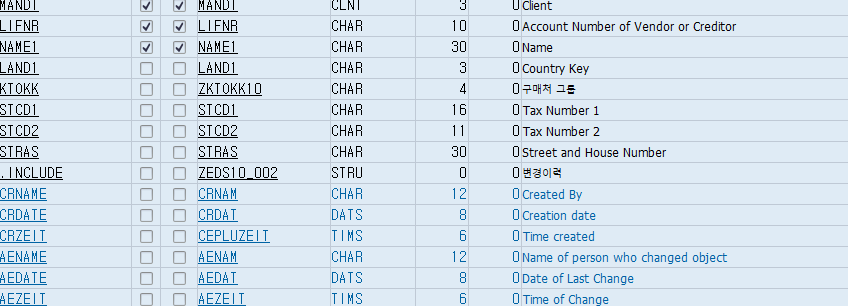 MANDT MANDT CLNT 3 0 Client
LIFNR LIFNR CHAR 10 0 Account Number of Vendor or Creditor
NAME1 NAME1 CHAR 30 0 Name
LAND1 LAND1 CHAR 3 0 Country Key
KTOKK ZKTOKK10 CHAR 4 0 구매처 그룹
STCD1 STCD1 CHAR 16 0 Tax Number 1
STCD2 STCD2 CHAR 11 0 Tax Number 2
STRAS STRAS CHAR 30 0 Street and House Number
.INCLUDE ZEDS10_002 STRU 0 0 변경이력
CRNAME CRNAM CHAR 12 0 Created By
CRDATE CRDAT DATS 8 0 Creation date
CRZEIT CEPLUZEIT TIMS 6 0 Time created
AENAME AENAM CHAR 12 0 Name of person who changed object
AEDATE AEDAT DATS 8 0 Date of Last Change
AEZEIT AEZEIT TIMS 6 0 Time of Change